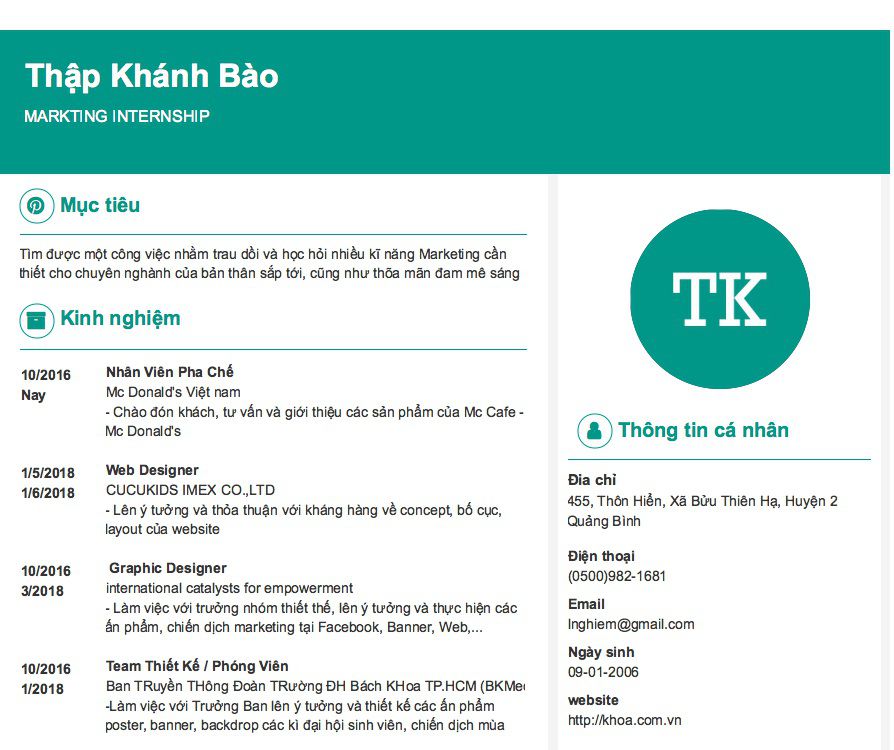 Thập Khánh Bào
MARKTING INTERNSHIP
Mục tiêu
Tìm được một công việc nhằm trau dồi và học hỏi nhiều kĩ năng Marketing cần
thiết cho chuyên nghành của bản thân sắp tới, cũng như thõa mãn đam mê sáng
Kinh nghiệm
10/2016
Nay
Nhân Viên Pha Chế
Mc Donald's Việt nam
- Chào đón khách, tư vấn và giới thiệu các sản phẩm của Mc Cafe -
Mc Donald's
1/5/2018
1/6/2018
Web Designer
CUCUKIDS IMEX CO.,LTD
- Lên ý tưởng và thỏa thuận với kháng hàng về concept, bố cục,
layout của website
10/2016
3/2018
Graphic Designer
international catalysts for empowerment
- Làm việc với trưởng nhóm thiết thế, lên ý tưởng và thực hiện các
ấn phẩm, chiến dịch marketing tại Facebook, Banner, Web,...
10/2016
1/2018
Team Thiết Kế / Phóng Viên
Ban TRuyền THông Đoàn TRường ĐH Bách KHoa TP.HCM (BKMe
-Làm việc với Trưởng Ban lên ý tưởng và thiết kế các ấn phẩm
poster, banner, backdrop các kì đại hội sinh viên, chiến dịch mùa
TK
Thông tin cá nhân
Đia chỉ
455, Thôn Hiển, Xã Bửu Thiên Hạ, Huyện 2
Quảng Bình
Điện thoại
(0500)982-1681
Email
lnghiem@gmail.com
Ngày sinh
09-01-2006
website
http://khoa.com.vn